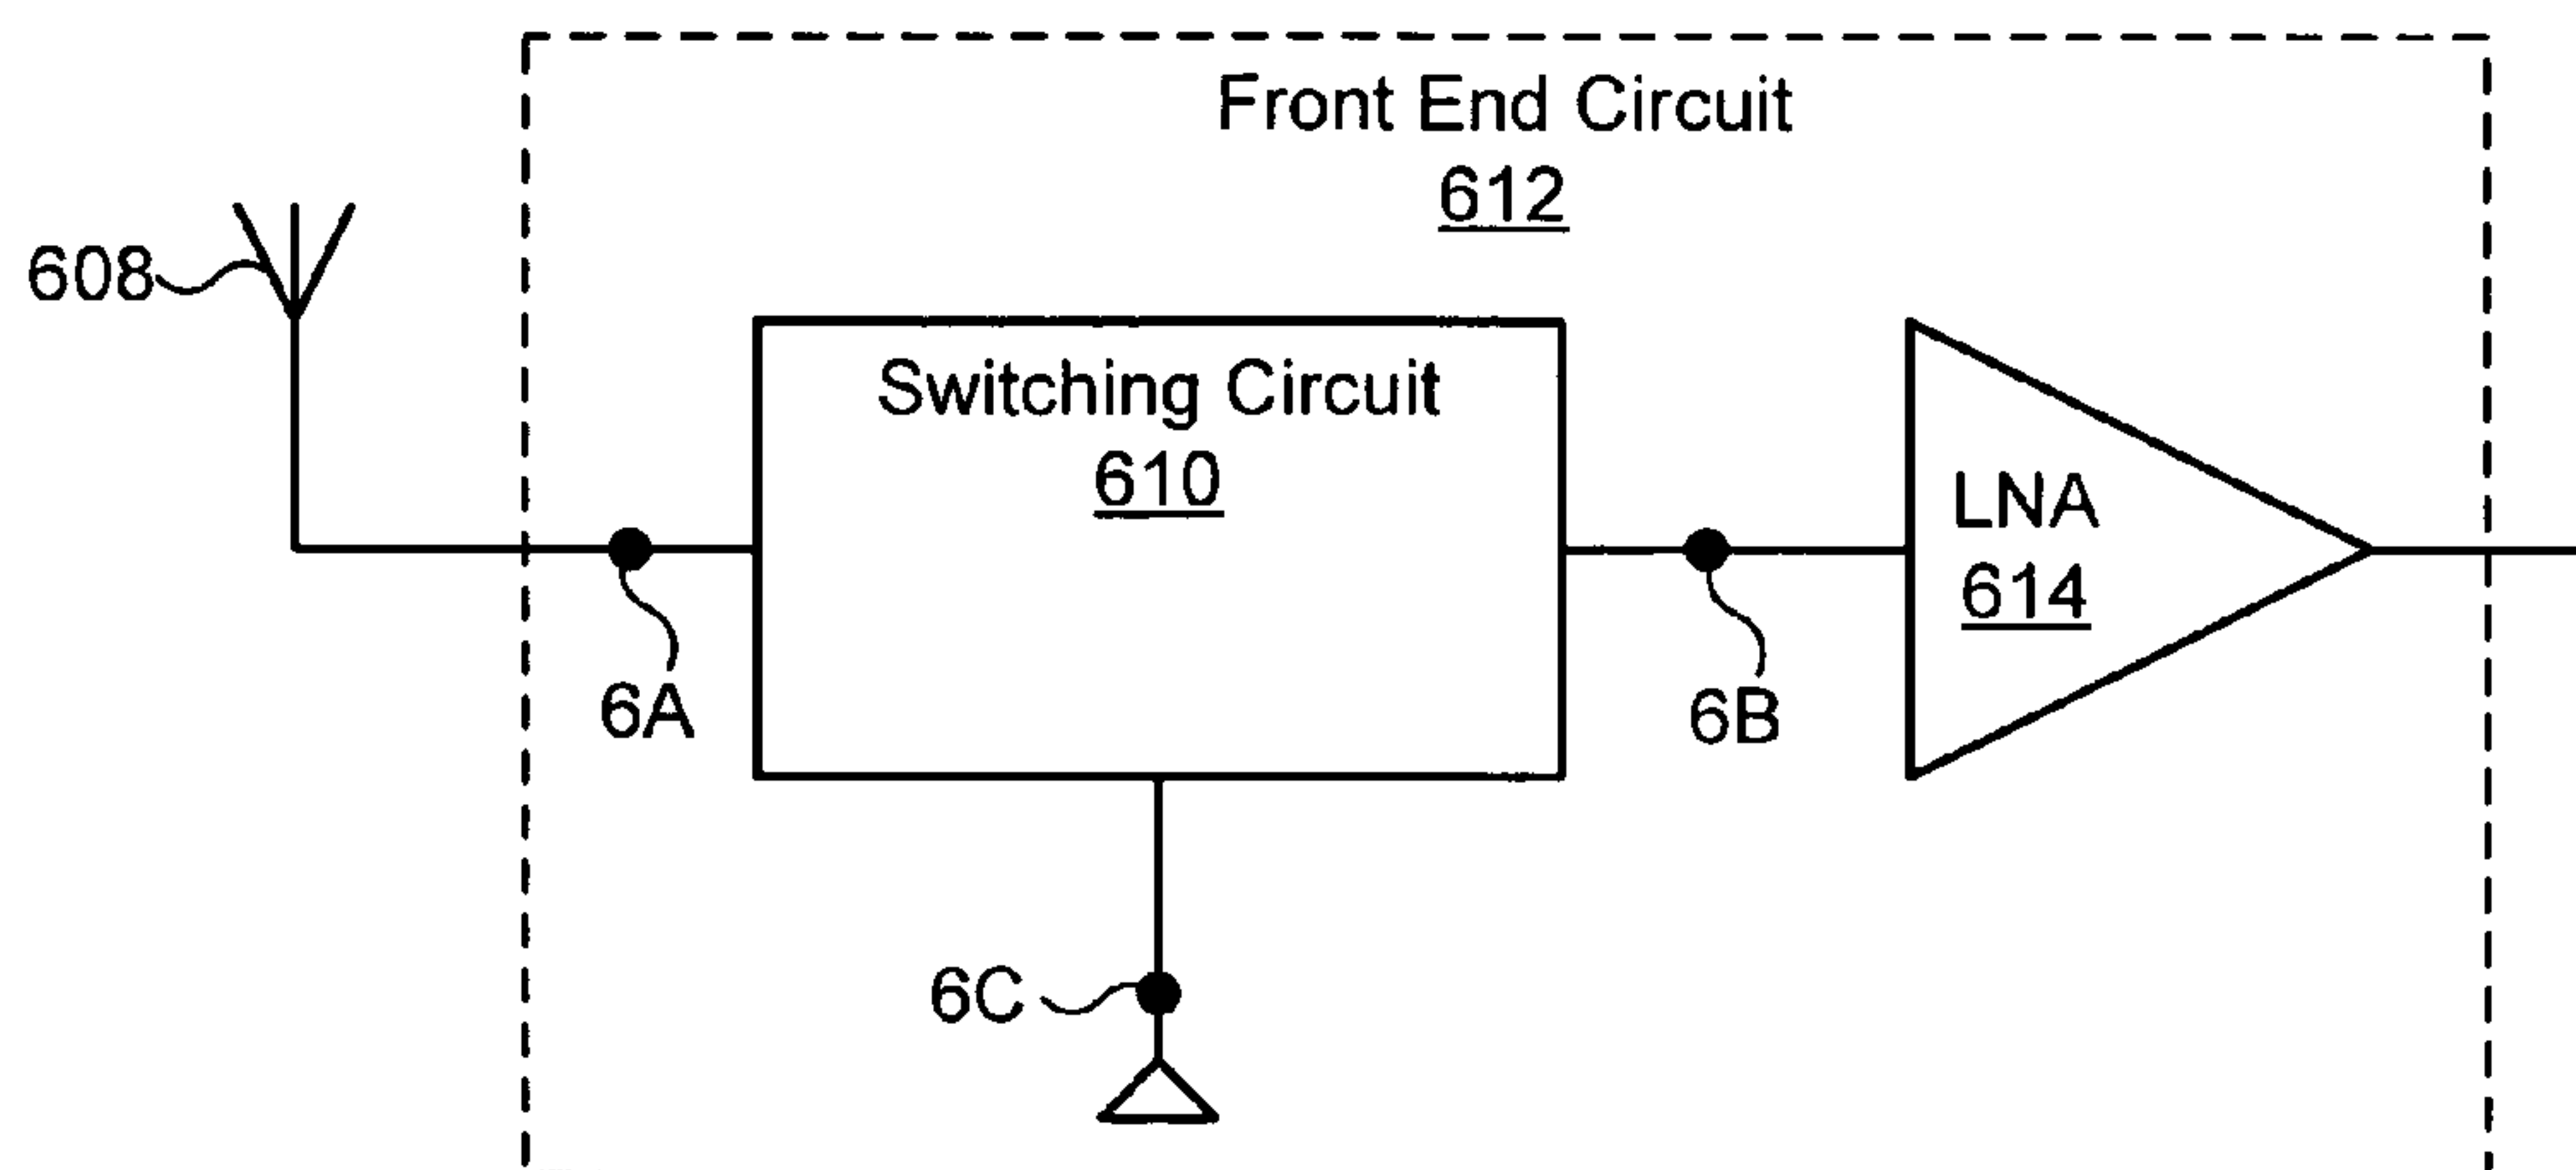 Front End Circuit
612
608
Switching Circuit
610
LNA
614
6A
6B
6C